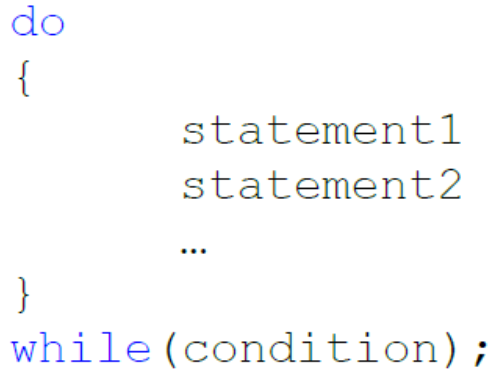 do
{
statement1
statement2
…
}
while(condition);